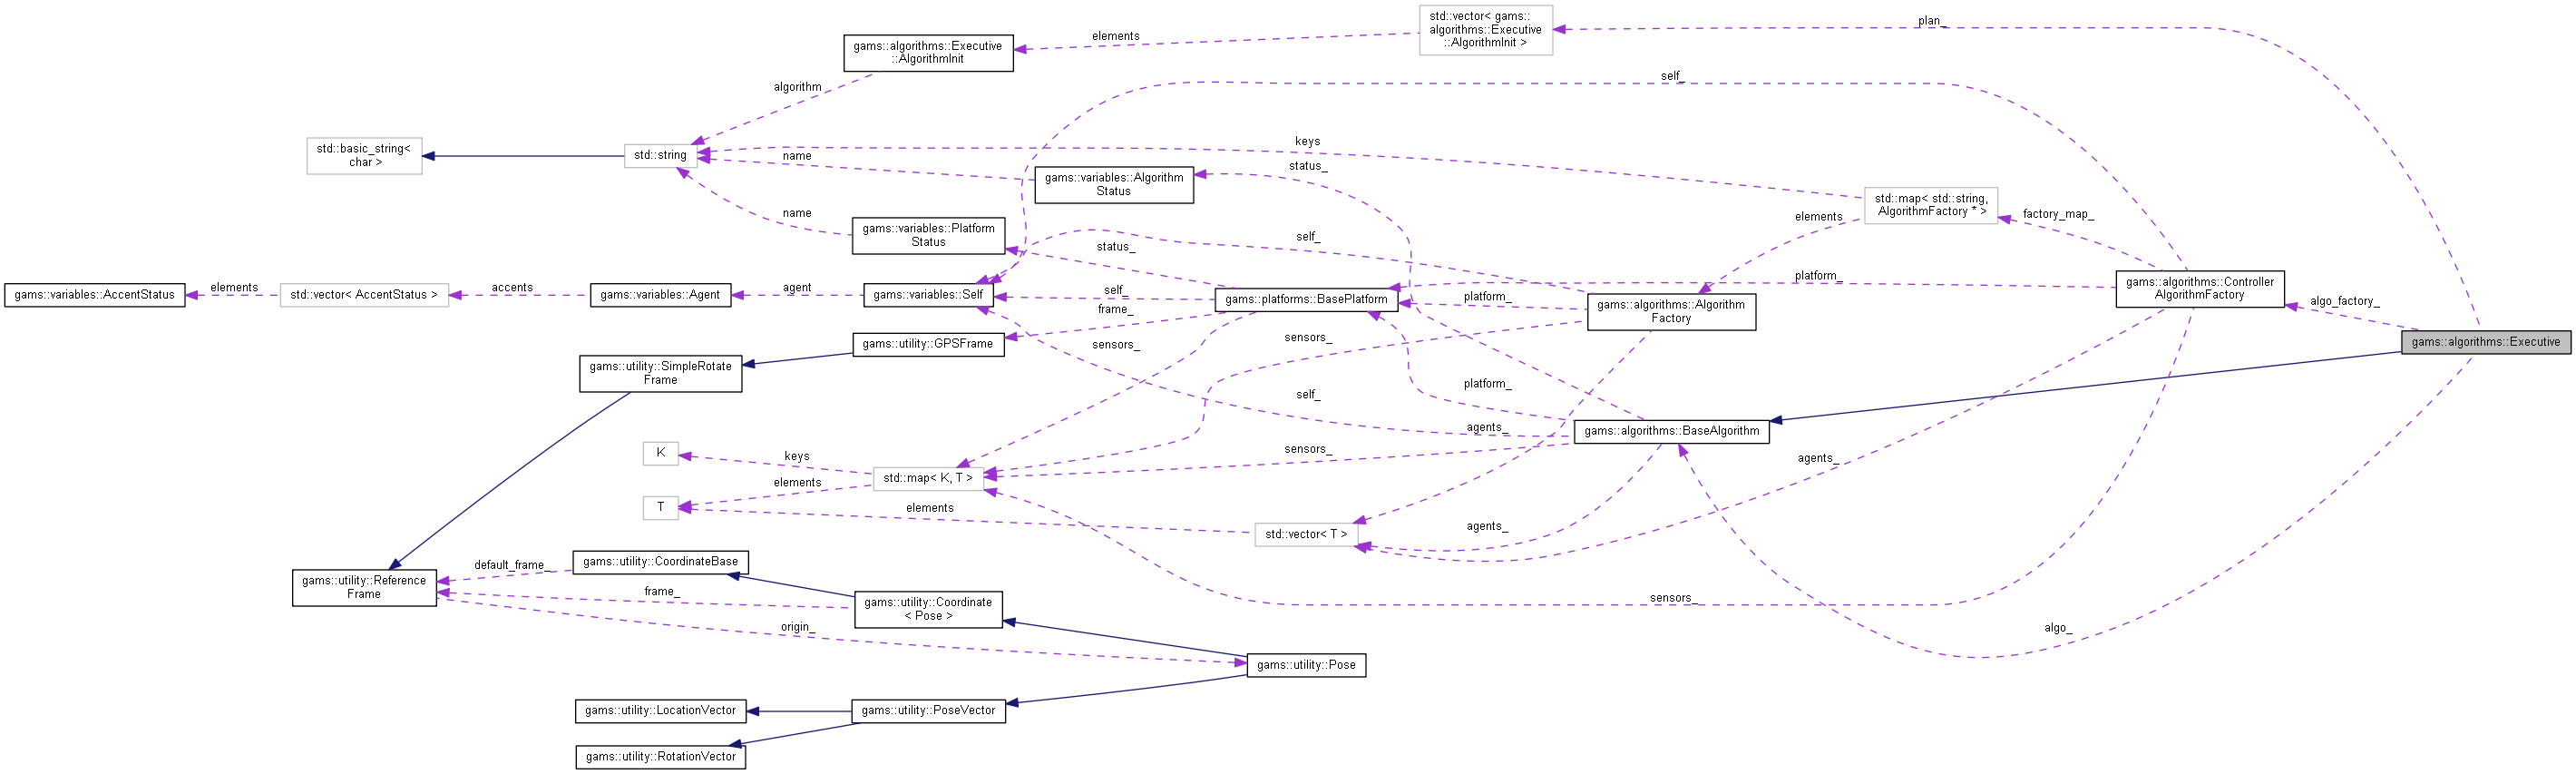 std::vector< gams::
algorithms::Executive
::AlgorithmInit >
plan_
elements
gams::algorithms::Executive
::AlgorithmInit
self_
algorithm
keys
std::basic_string<
char >
std::string
name
status_
gams::variables::Algorithm
Status
std::map< std::string,
AlgorithmFactory * >
name
elements
factory_map_
gams::variables::Platform
Status
status_
self_
platform_
gams::algorithms::Controller
AlgorithmFactory
gams::variables::AccentStatus
elements
std::vector< AccentStatus >
accents
gams::variables::Agent
agent
gams::variables::Self
self_
gams::platforms::BasePlatform
platform_
gams::algorithms::Algorithm
Factory
algo_factory_
frame_
sensors_
sensors_
gams::utility::GPSFrame
gams::algorithms::Executive
gams::utility::SimpleRotate
Frame
platform_
self_
agents_
gams::algorithms::BaseAlgorithm
K
keys
sensors_
agents_
elements
std::map< K, T >
T
elements
std::vector< T >
agents_
default_frame_
gams::utility::CoordinateBase
gams::utility::Reference
Frame
frame_
gams::utility::Coordinate
< Pose >
sensors_
origin_
algo_
gams::utility::Pose
gams::utility::LocationVector
gams::utility::PoseVector
gams::utility::RotationVector